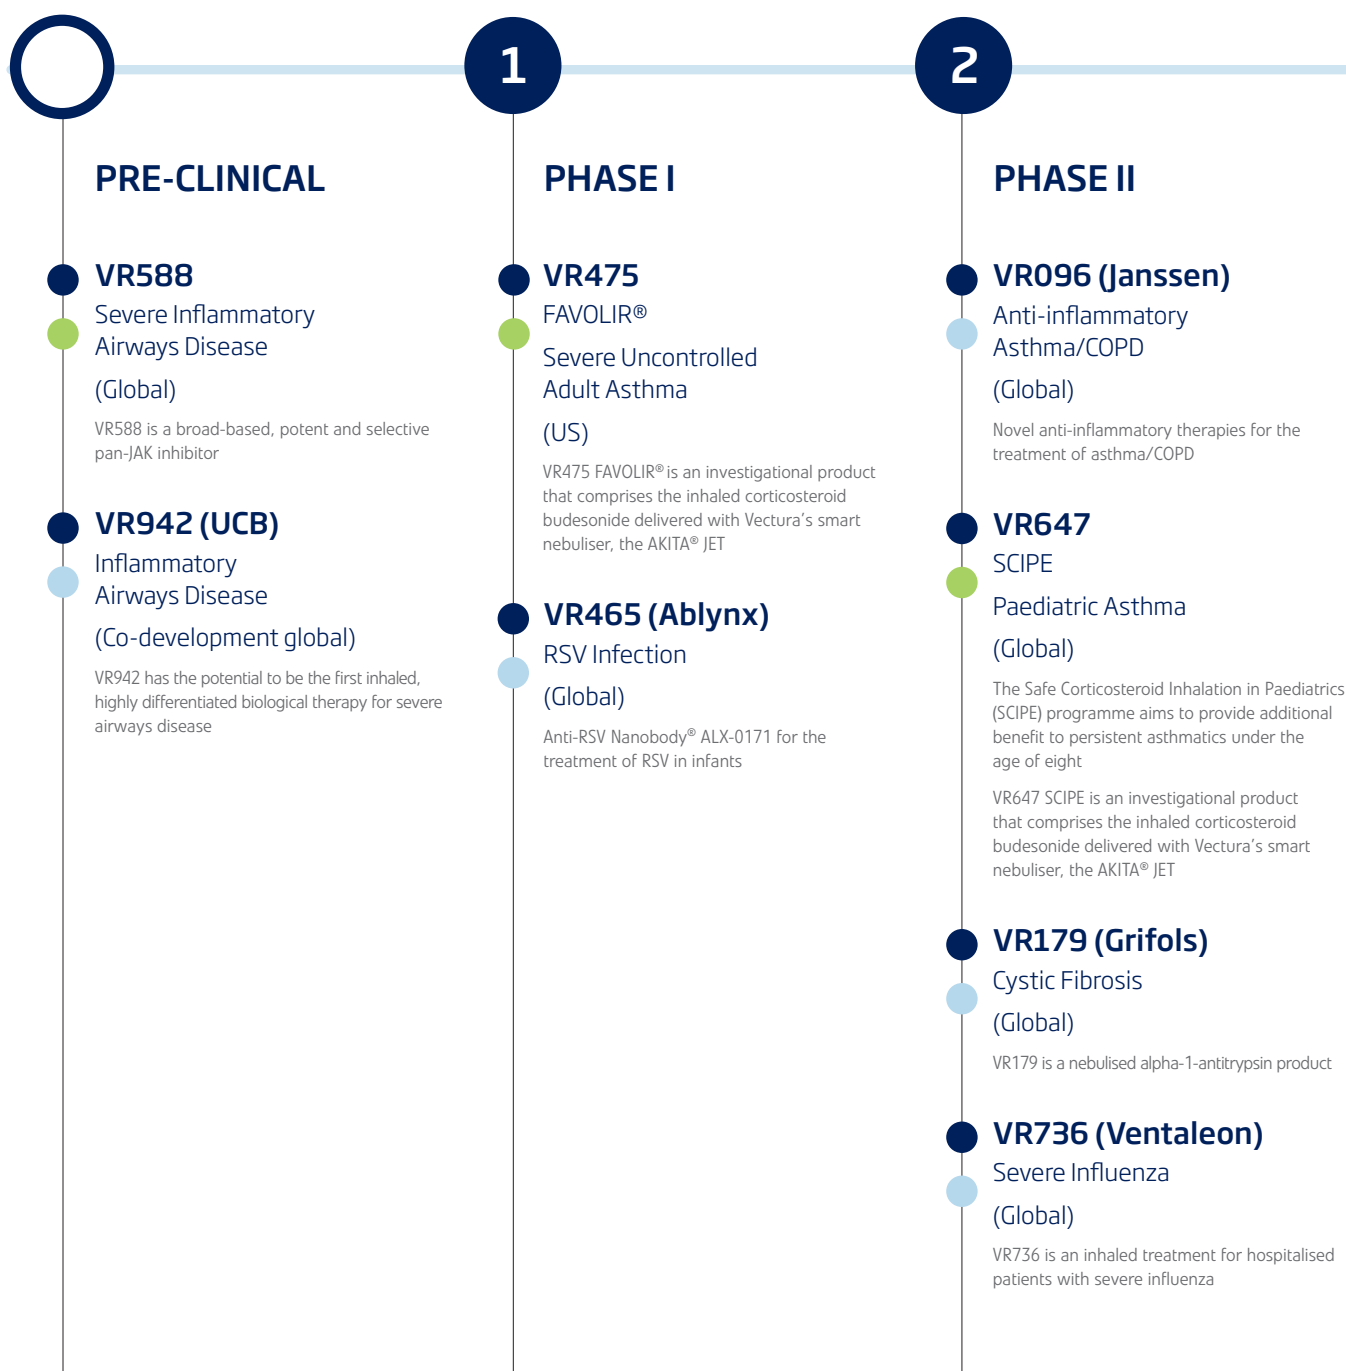 1
2
PRE-CLINICAL
VR588
Severe Inflammatory
Airways Disease
(Global)
VR588 is a broad-based, potent and selective
pan-JAK inhibitor
VR942 (UCB)
Inflammatory
Airways Disease
(Co-development global)
VR942 has the potential to be the first inhaled,
highly differentiated biological therapy for severe
airways disease
PHASE I
VR475
FAVOLIR®
Severe Uncontrolled
Adult Asthma
(US)
VR475 FAVOLIR® is an investigational product
that comprises the inhaled corticosteroid
budesonide delivered with Vectura's smart
nebuliser, the AKITA® JET
VR465 (Ablynx)
RSV Infection
(Global)
Anti-RSV Nanobody® ALX-0171 for the
treatment of RSV in infants
PHASE II
VR096 (Janssen)
Anti-inflammatory
Asthma/COPD
(Global)
Novel anti-inflammatory therapies for the
treatment of asthma/COPD
VR647
SCIPE
Paediatric Asthma
(Global)
The Safe Corticosteroid Inhalation in Paediatrics
(SCIPE) programme aims to provide additional
benefit to persistent asthmatics under the
age of eight
VR647 SCIPE is an investigational product
that comprises the inhaled corticosteroid
budesonide delivered with Vectura's smart
nebuliser, the AKITA® JET
VR179 (Grifols)
Cystic Fibrosis
(Global)
VR179 is a nebulised alpha-1-antitrypsin product
VR736 (Ventaleon)
Severe Influenza
(Global)
VR736 is an inhaled treatment for hospitalised
patients with severe influenza